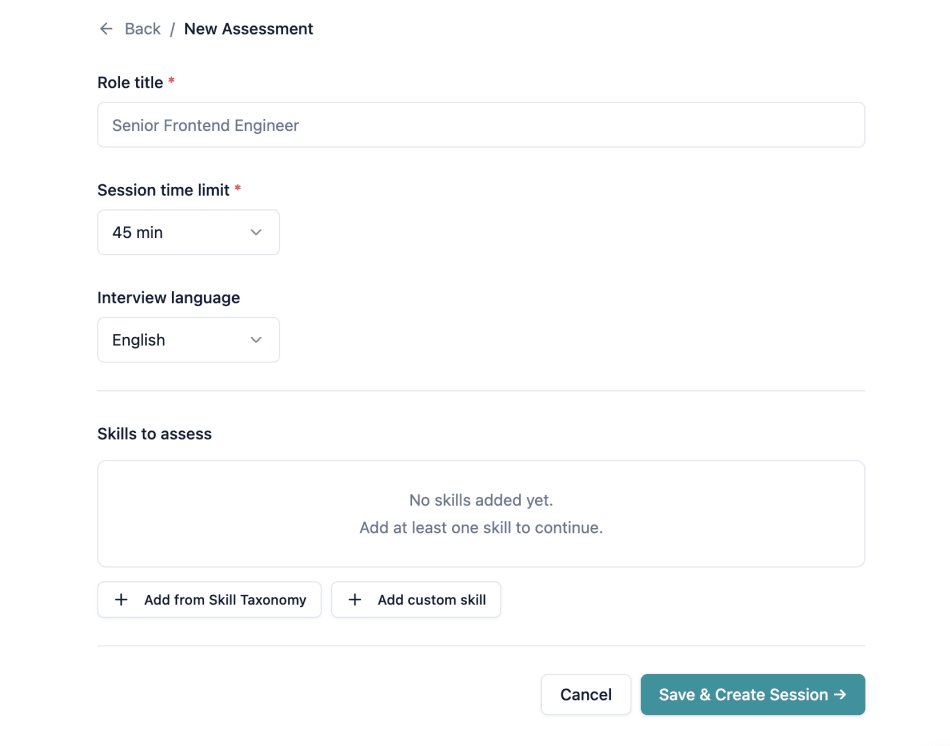 ← Back / New Assessment
Role title *
Senior Frontend Engineer
Session time limit *
45 min
Interview language
English
Skills to assess
No skills added yet.
Add at least one skill to continue.
+ Add from Skill Taxonomy + Add custom skill
Cancel Save & Create Session →